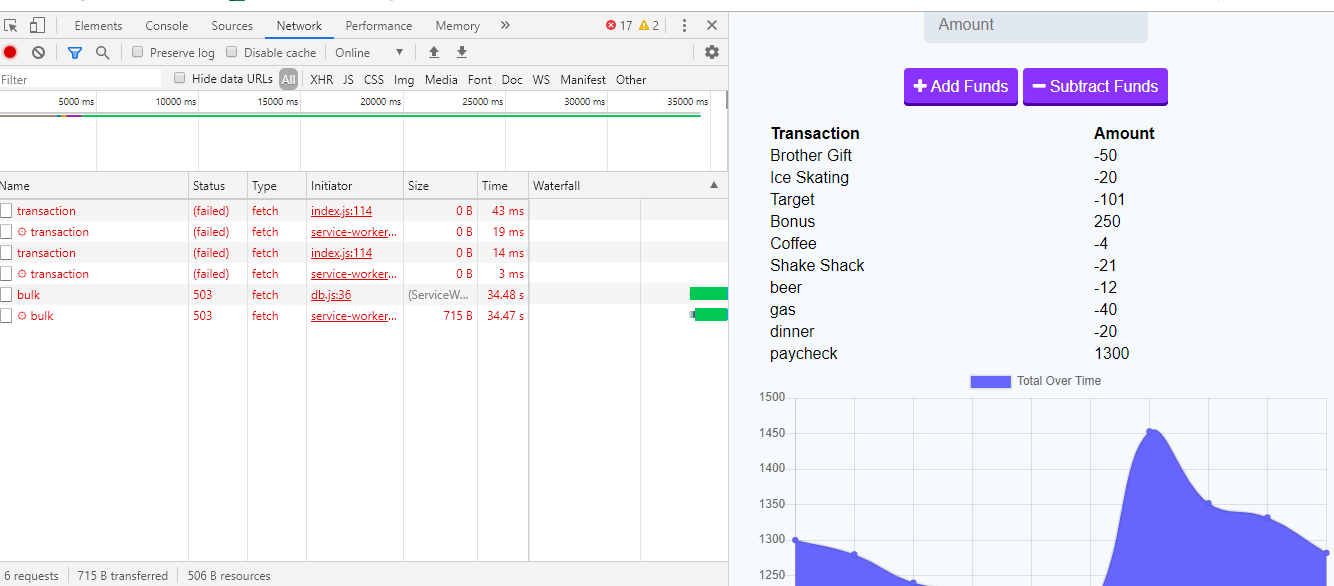 Elements Console Sources Network Performance Memory » 17 2
Preserve log Disable cache Online
Filter Hide data URLs All XHR JS CSS Img Media Font Doc WS Manifest Other
5000 ms 10000 ms 15000 ms 20000 ms 25000 ms 30000 ms 35000 ms
Name Status Type Initiator Size Time Waterfall
transaction (failed) fetch index.js:114 0 B 43 ms
transaction (failed) fetch service-worker... 0 B 19 ms
transaction (failed) fetch index.js:114 0 B 14 ms
transaction (failed) fetch service-worker... 0 B 3 ms
bulk 503 fetch db.js:36 (ServiceW... 34.48 s
bulk 503 fetch service-worker... 715 B 34.47 s
6 requests 715 B transferred 506 B resources
Amount
+ Add Funds − Subtract Funds
Transaction Amount
Brother Gift -50
Ice Skating -20
Target -101
Bonus 250
Coffee -4
Shake Shack -21
beer -12
gas -40
dinner -20
paycheck 1300
Total Over Time
1500
1450
1400
1350
1300
1250